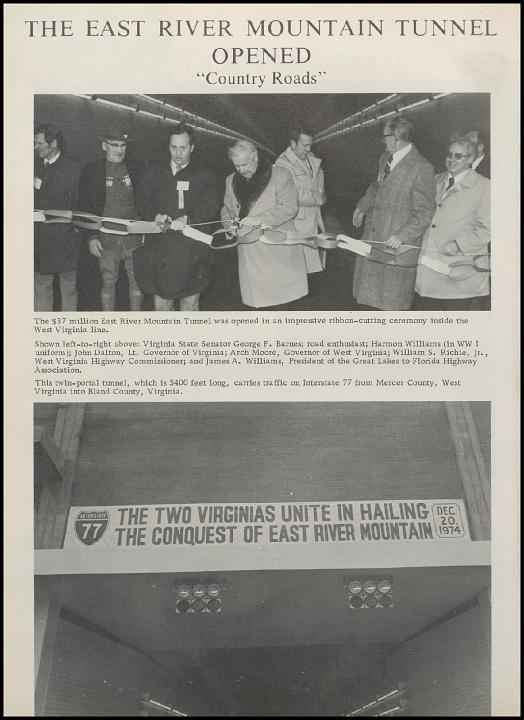 THE EAST RIVER MOUNTAIN TUNNEL
OPENED
"Country Roads"
The $37 million East River Mountain Tunnel was opened in an impressive ribbon-cutting ceremony inside the
West Virginia line.
Shown left-to-right above: Virginia State Senator George F. Barnes; road enthusiast; Harmon Williams (in WW I
uniform); John Dalton, Lt. Governor of Virginia; Arch Moore, Governor of West Virginia; William S. Richie, Jr.,
West Virginia Highway Commissioner; and James A. Williams, President of the Great Lakes to Florida Highway
Association.
This twin-portal tunnel, which is 5400 feet long, carries traffic on Interstate 77 from Mercer County, West
Virginia into Bland County, Virginia.
INTERSTATE
77
THE TWO VIRGINIAS UNITE IN HAILING
THE CONQUEST OF EAST RIVER MOUNTAIN
DEC.
20,
1974